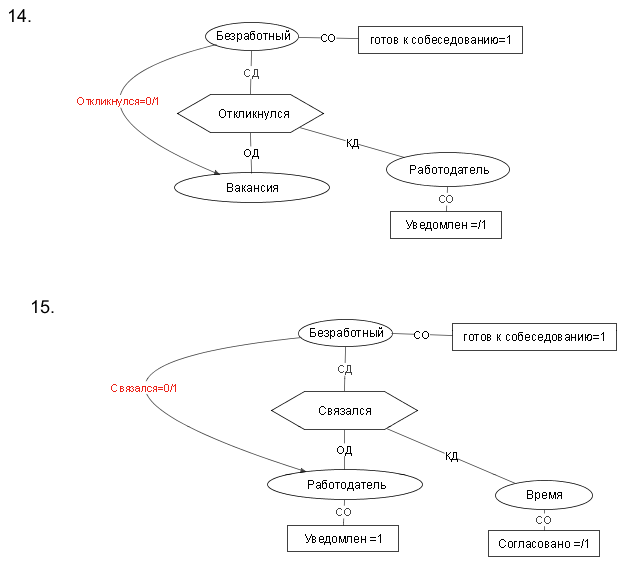 14.
Безработный
СО
готов к собеседованию=1
СД
Откликнулся=0/1
Откликнулся
ОД
КД
Работодатель
Вакансия
СО
Уведомлен =/1
15.
Безработный
СО
готов к собеседованию=1
СД
Связался=0/1
Связался
ОД
КД
Работодатель
Время
СО
СО
Уведомлен =1
Согласовано =/1